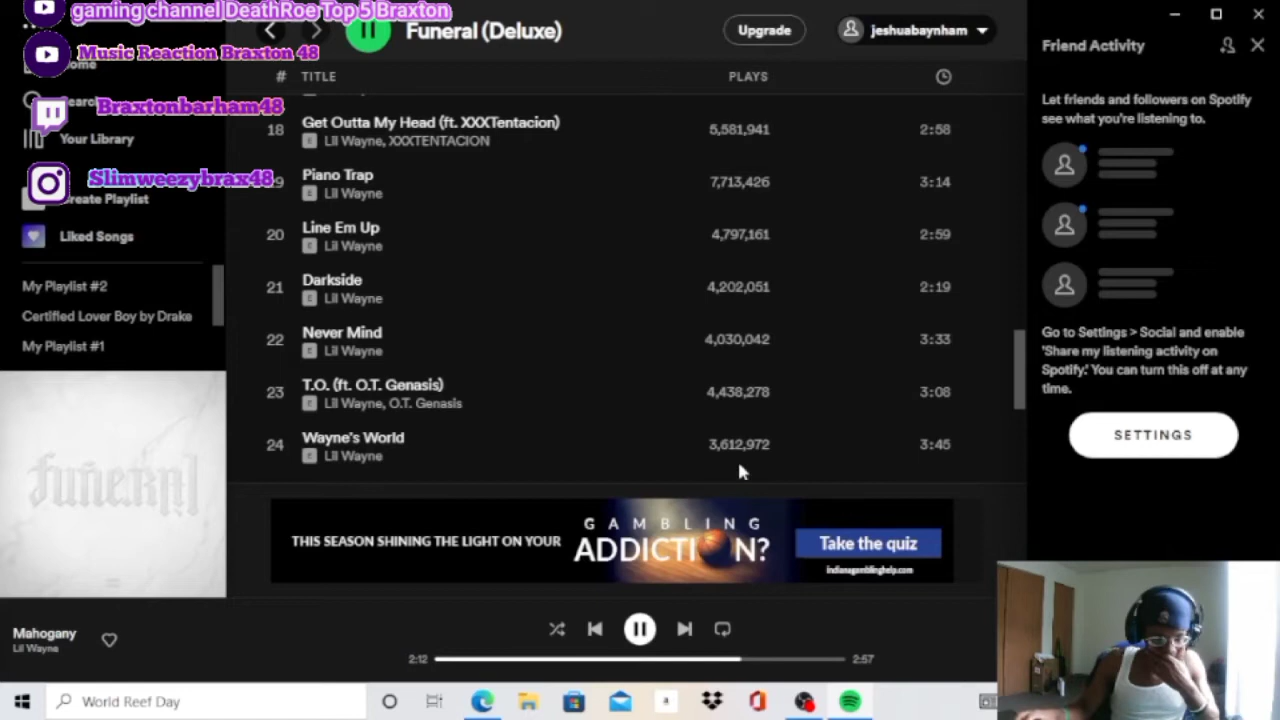 gaming channel DeathRoe Top 5 Braxton
Music Reaction Braxton 48
Braxtonbarham48
Slimweezybrax48
ome
Search
Your Library
Create Playlist
Liked Songs
My Playlist #2
Certified Lover Boy by Drake
My Playlist #1
funeral
Funeral (Deluxe)
Upgrade
jeshuabaynham
# TITLE PLAYS
18 Get Outta My Head (ft. XXXTentacion) 5,581,941 2:58
E Lil Wayne, XXXTENTACION
9 Piano Trap 7,713,426 3:14
E Lil Wayne
20 Line Em Up 4,797,161 2:59
E Lil Wayne
21 Darkside 4,202,051 2:19
E Lil Wayne
22 Never Mind 4,030,042 3:33
E Lil Wayne
23 T.O. (ft. O.T. Genasis) 4,438,278 3:08
E Lil Wayne, O.T. Genasis
24 Wayne's World 3,612,972 3:45
E Lil Wayne
THIS SEASON SHINING THE LIGHT ON YOUR
GAMBLING
ADDICTION?
Take the quiz
indianagamblinghelp.com
Friend Activity
Let friends and followers on Spotify
see what you're listening to.
Go to Settings > Social and enable
'Share my listening activity on
Spotify.' You can turn this off at any
time.
SETTINGS
Mahogany
Lil Wayne
2:12
2:57
World Reef Day
a